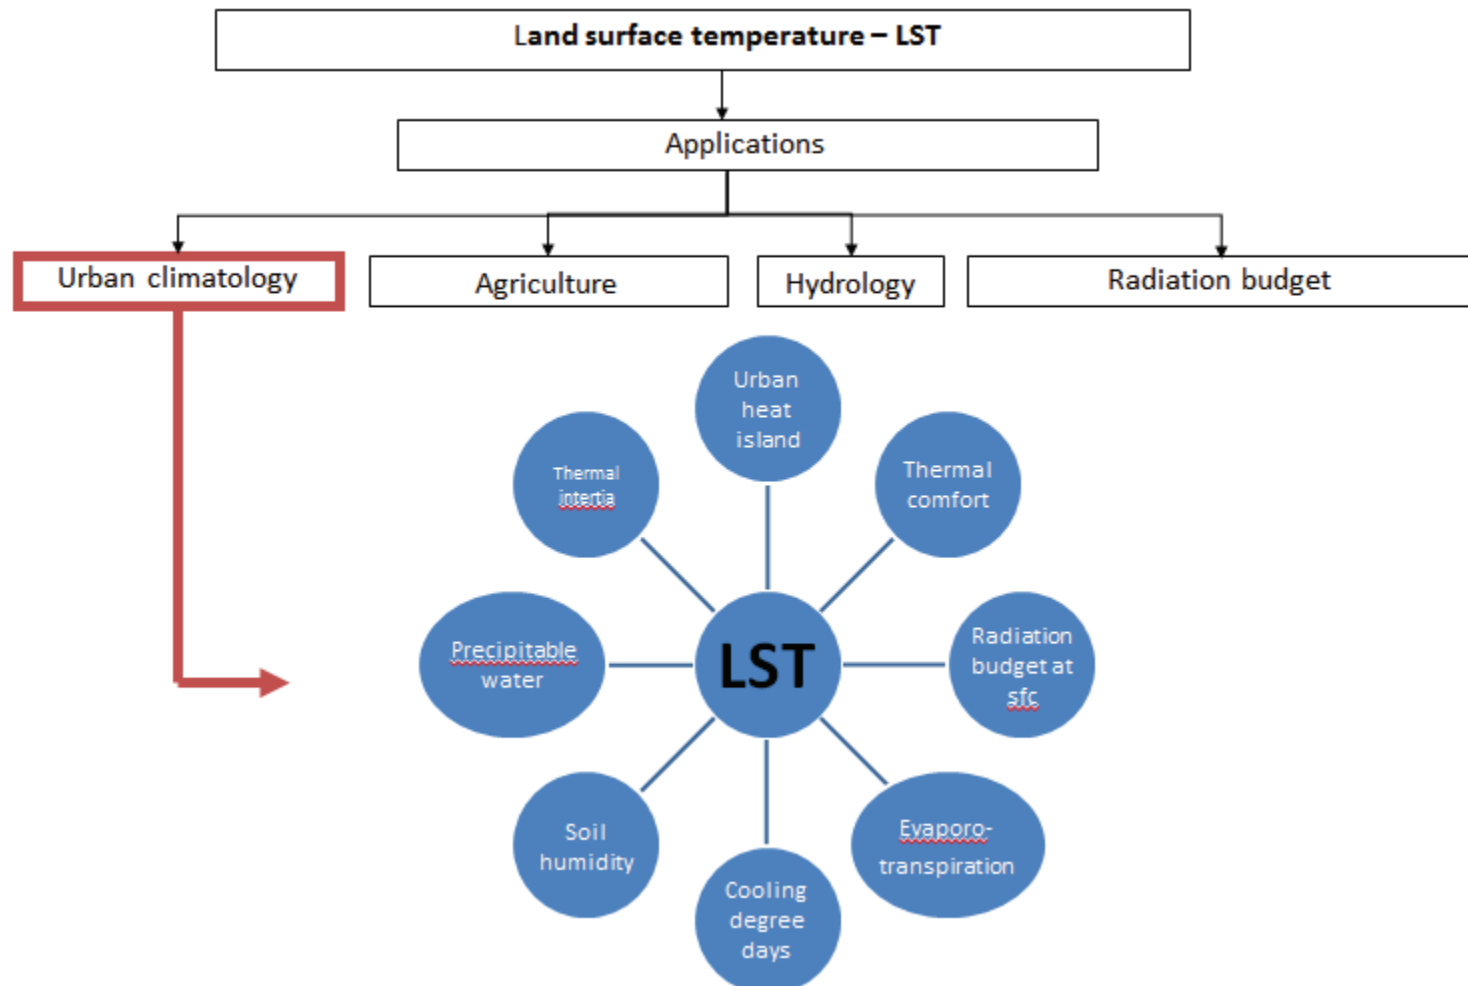 Land surface temperature – LST
Applications
Urban climatology
Agriculture
Hydrology
Radiation budget
Urban
heat
island
Thermal
intertia
Thermal
comfort
Precipitable
water
LST
Radiation
budget at
sfc
Soil
humidity
Evaporo-
transpiration
Cooling
degree
days